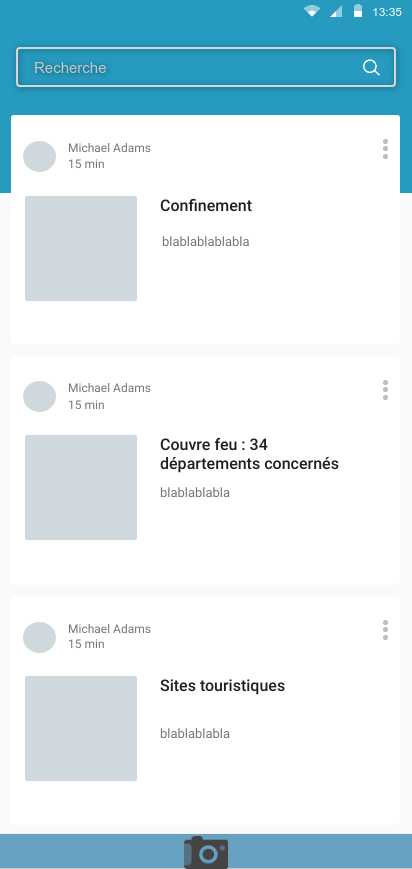 13:35
Recherche
Michael Adams
15 min
Confinement
blablablablabla
Michael Adams
15 min
Couvre feu : 34
départements concernés
blablablabla
Michael Adams
15 min
Sites touristiques
blablablabla